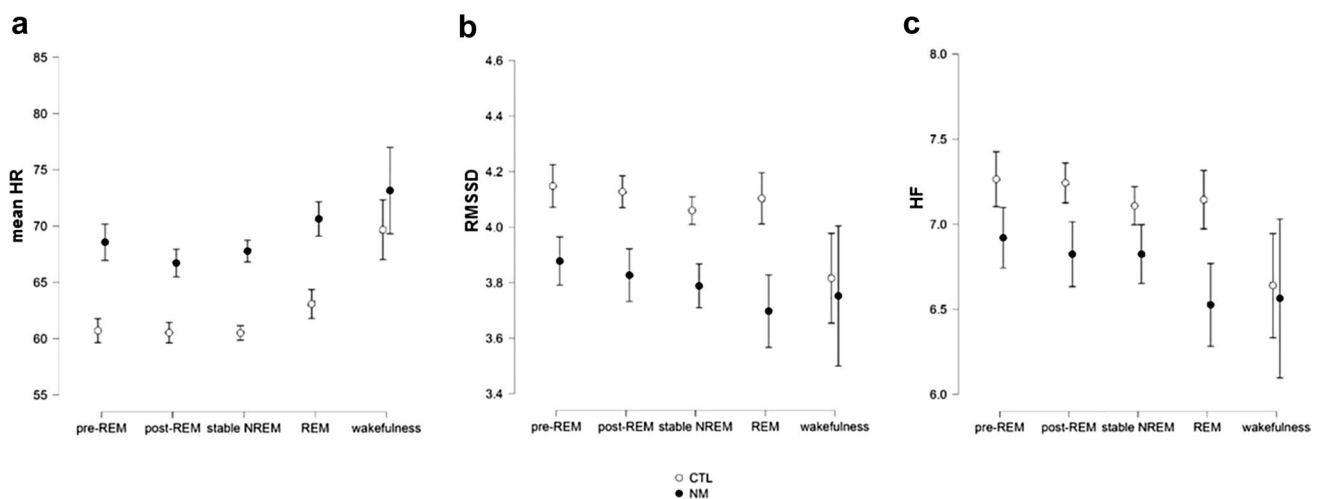 a
85
80
75
70
65
60
55
mean HR
pre-REM post-REM stable NREM REM wakefulness
b
4.6
4.4
4.2
4.0
3.8
3.6
3.4
RMSSD
pre-REM post-REM stable NREM REM wakefulness
c
8.0
7.5
7.0
6.5
6.0
HF
pre-REM post-REM stable NREM REM wakefulness
CTL
NM